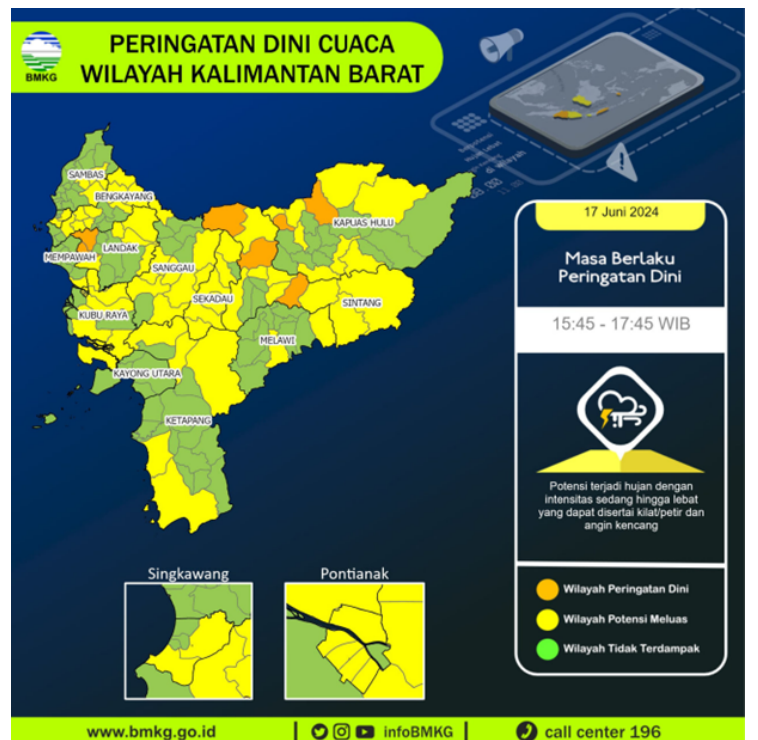 BMKG
PERINGATAN DINI CUACA
WILAYAH KALIMANTAN BARAT
di wilayah
SAMBAS
BENGKAYANG
MEMPAWAH
LANDAK
SANGGAU
KAPUAS HULU
KUBU RAYA
SEKADAU
SINTANG
MELAWI
KAYONG UTARA
KETAPANG
17 Juni 2024
Masa Berlaku
Peringatan Dini
15:45 - 17:45 WIB
Potensi terjadi hujan dengan
intensitas sedang hingga lebat
yang dapat disertai kilat/petir dan
angin kencang
Wilayah Peringatan Dini
Wilayah Potensi Meluas
Wilayah Tidak Terdampak
Singkawang
Pontianak
www.bmkg.go.id
infoBMKG
call center 196